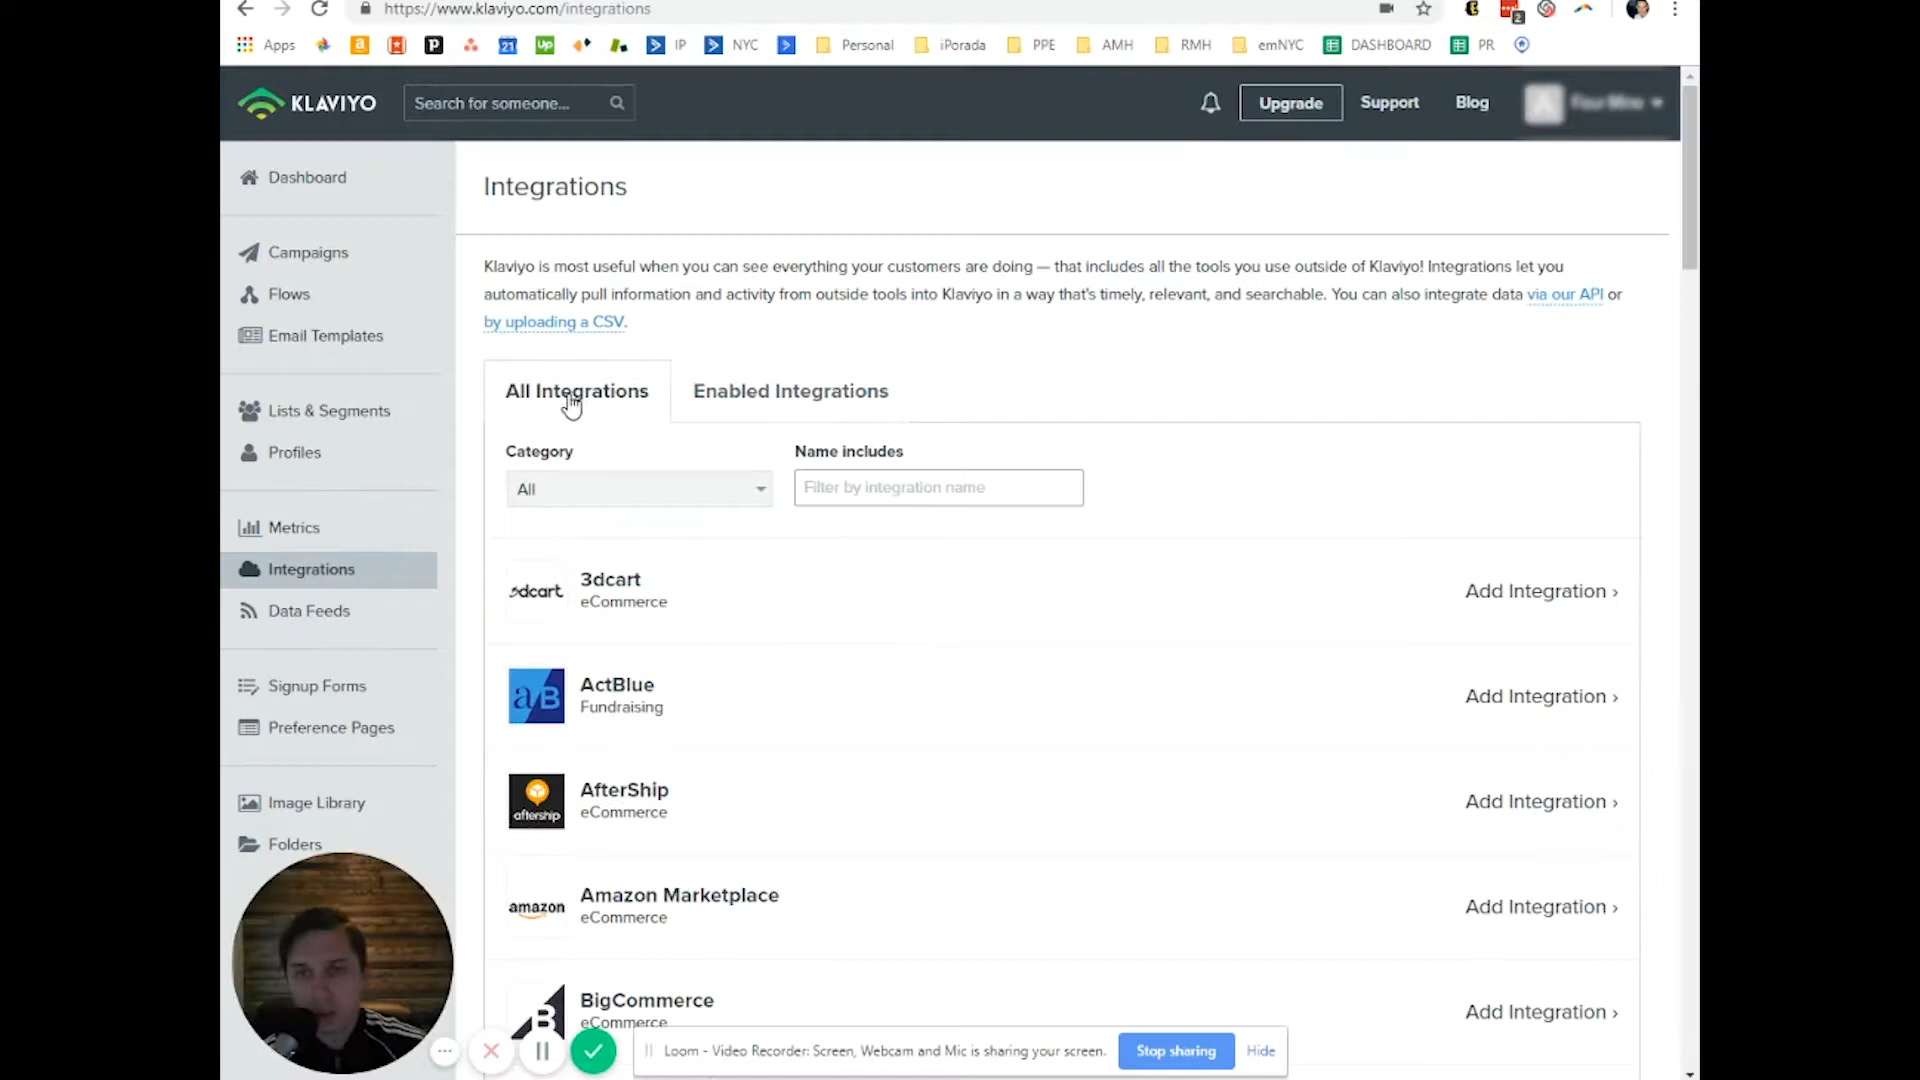 https://www.klaviyo.com/integrations
2
Apps
a
P
21
Up
IP
NYC
Personal
iPorada
PPE
AMH
RMH
emNYC
DASHBOARD
PR
KLAVIYO
Search for someone...
Upgrade
Support
Blog
Dashboard
Campaigns
Flows
Email Templates
Lists & Segments
Profiles
Metrics
Integrations
Data Feeds
Signup Forms
Preference Pages
Image Library
Folders
Integrations
Klaviyo is most useful when you can see everything your customers are doing — that includes all the tools you use outside of Klaviyo! Integrations let you
automatically pull information and activity from outside tools into Klaviyo in a way that's timely, relevant, and searchable. You can also integrate data via our API or
by uploading a CSV.
All Integrations
Enabled Integrations
Category
Name includes
All
Filter by integration name
3dcart
3dcart
eCommerce
Add Integration ›
aB
ActBlue
Fundraising
Add Integration ›
aftership
AfterShip
eCommerce
Add Integration ›
amazon
Amazon Marketplace
eCommerce
Add Integration ›
B
BigCommerce
eCommerce
Add Integration ›
Loom - Video Recorder: Screen, Webcam and Mic is sharing your screen.
Stop sharing
Hide